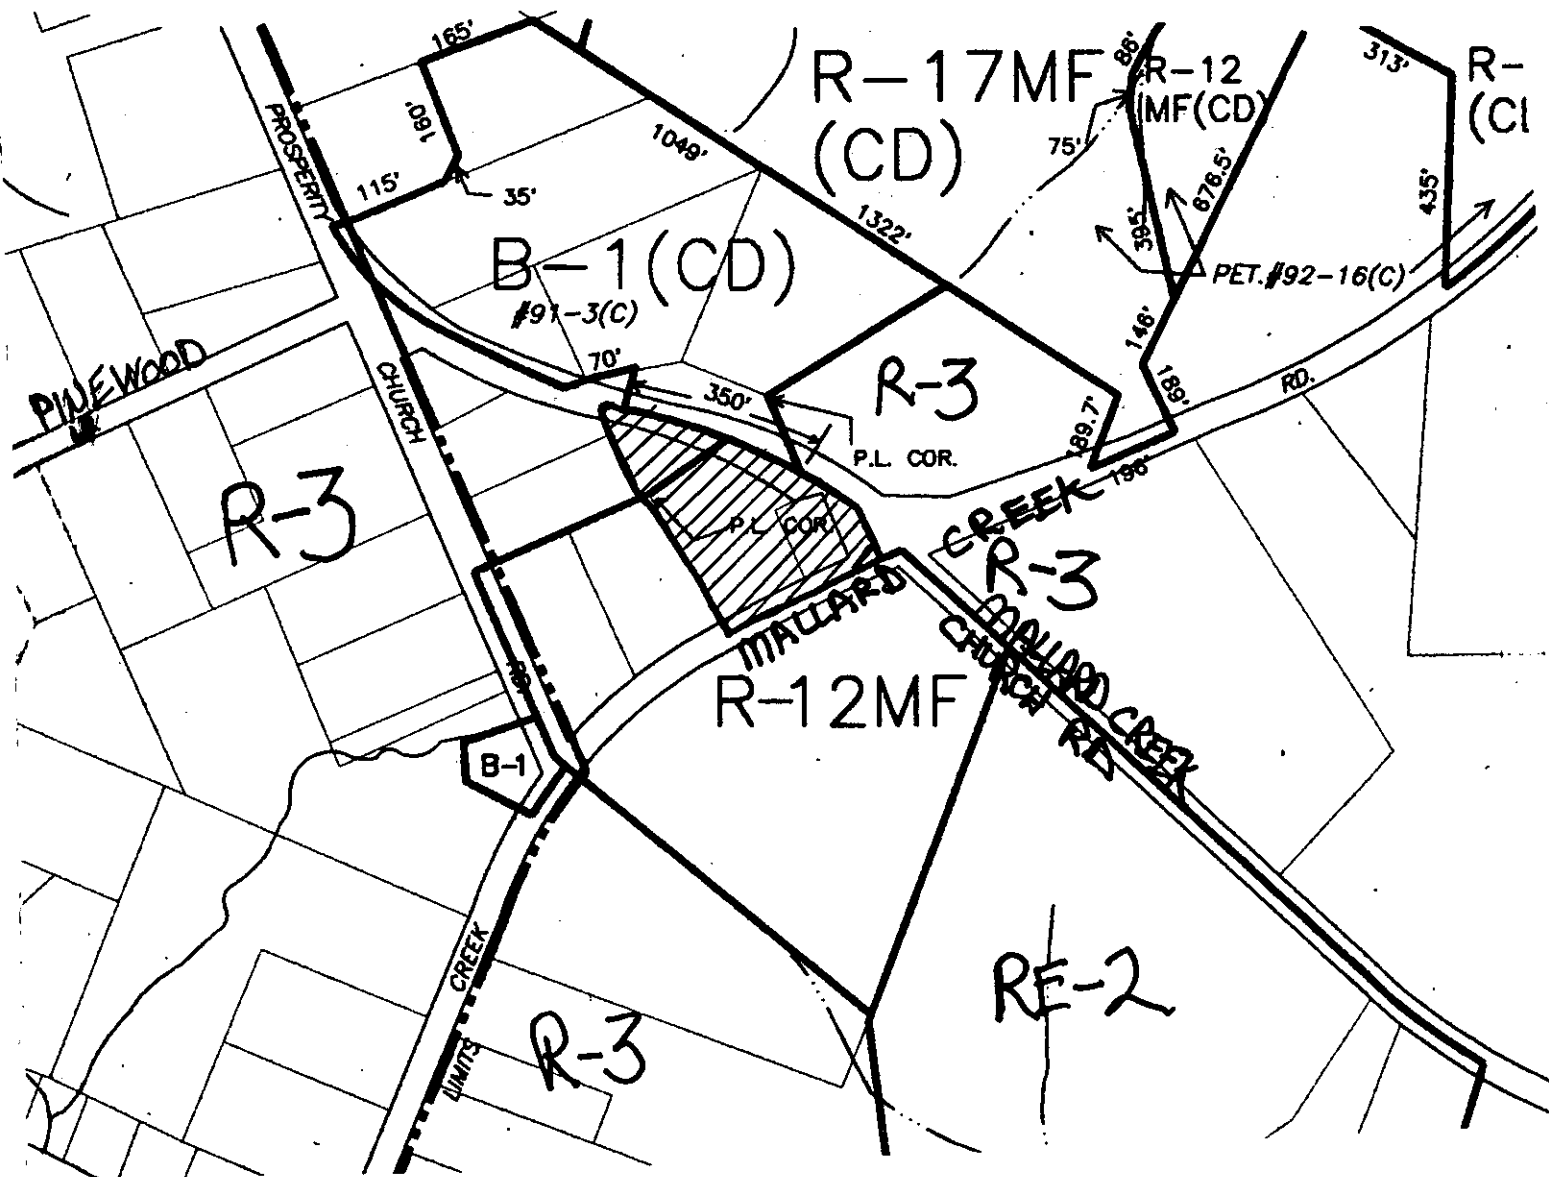 165'
R-17MF
(CD)
86'
R-12
MF(CD)
313'
R-
160'
1049'
75'
PROSPERITY
115'
35'
1322'
395'
676.5'
435'
B-1(CD)
#91-3(C)
PET.#92-16(C)
146'
PINEWOOD
70'
350'
R-3
189'
RD.
CHURCH
189.7'
P.L. COR.
196'
R-3
P.L. COR.
CREEK
R-3
MALLARD
MALLARD CREEK
CHURCH RD
RD.
R-12MF
B-1
CREEK
RE-2
R-3
LIMITS